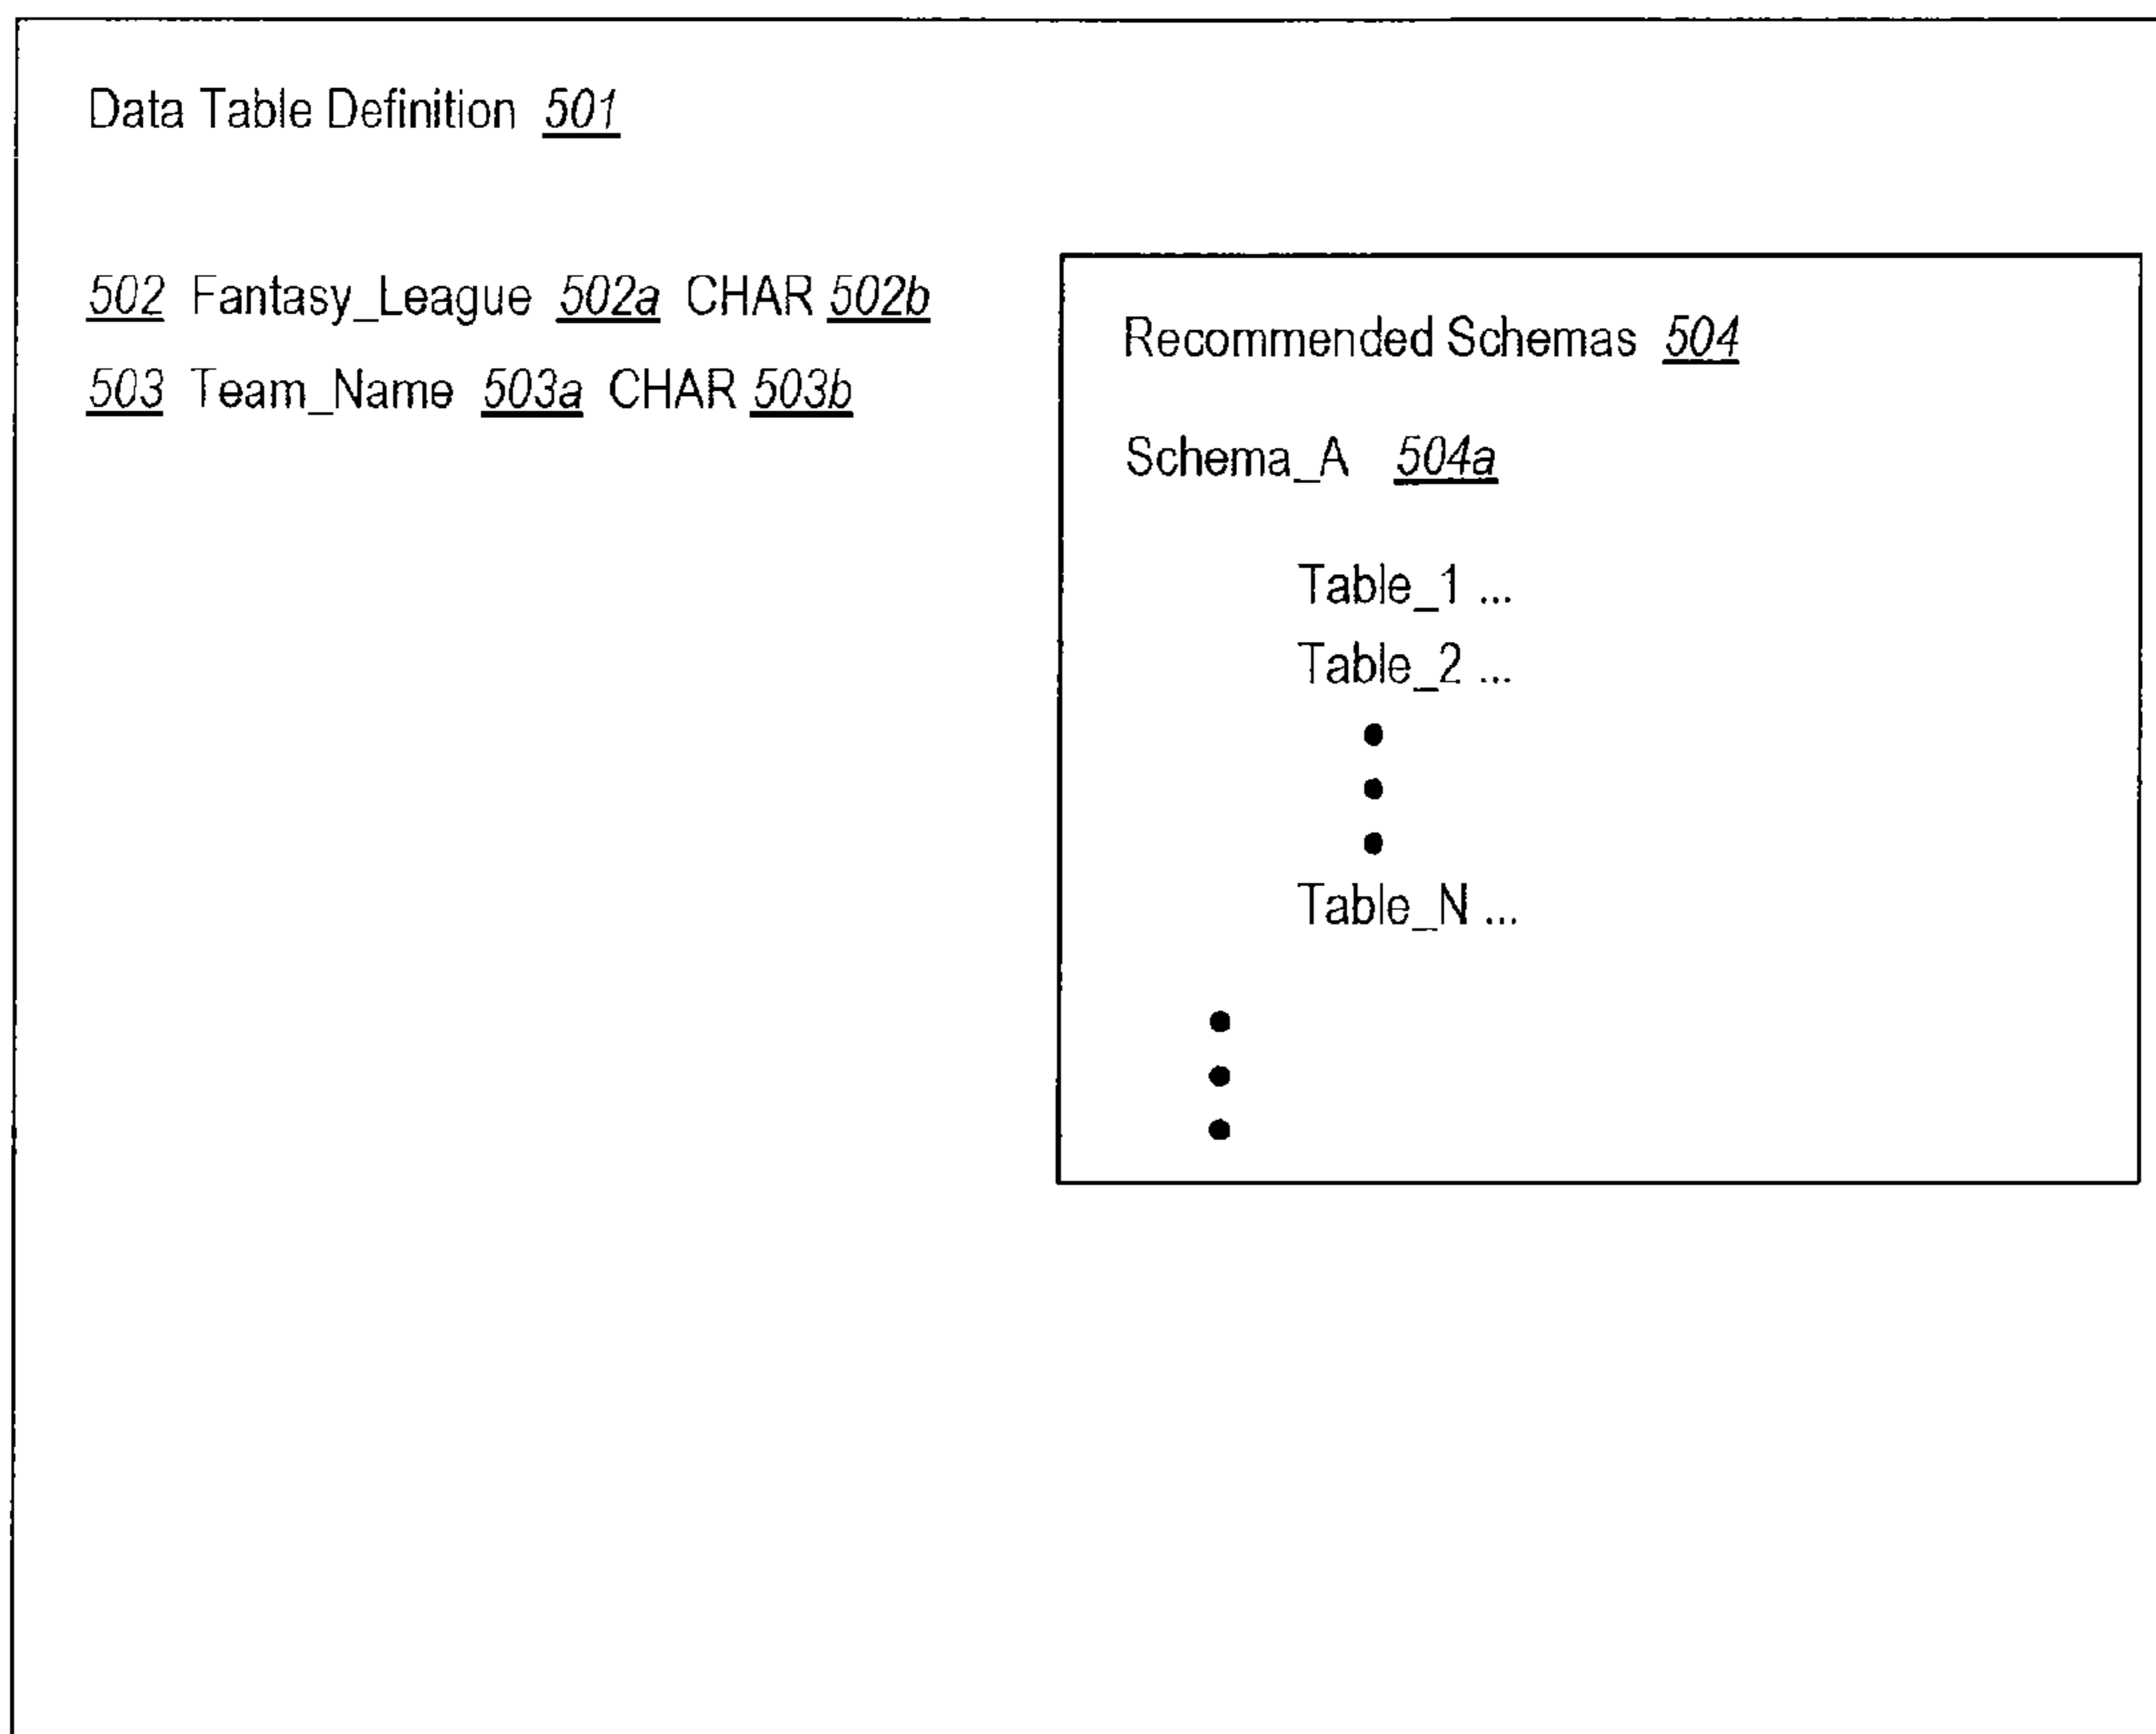 Data Table Definition 501
502 Fantasy_League 502a CHAR 502b
503 Team_Name 503a CHAR 503b
Recommended Schemas 504
Schema_A 504a
Table_1 ...
Table_2 ...
Table_N ...